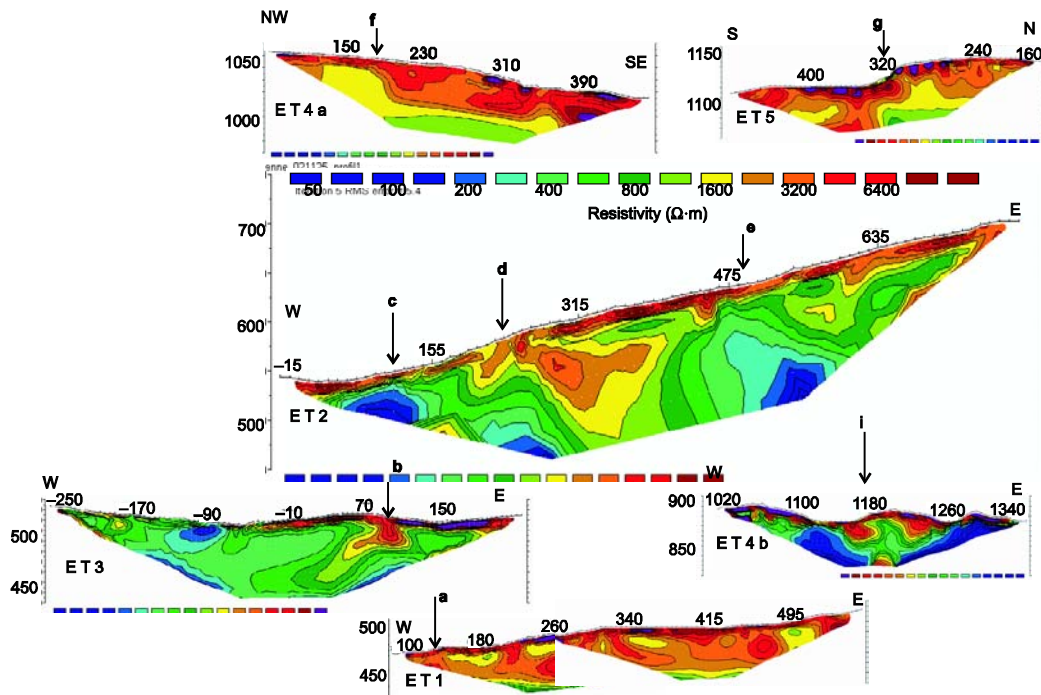 NW
f
150
230
310
390
SE
1050
1000
E T 4 a
S
g
N
1150
1100
400
320
240
160
E T 5
50 100 200 400 800 1600 3200 6400
Resistivity (Ω·m)
E
700
600
500
W
–15
c
155
d
315
e
475
635
E T 2
b
W
–250
–170
–90
–10
70
150
E
500
450
E T 3
i
W
E
900
850
1020
1100
1180
1260
1340
E T 4 b
a
W
E
500
450
100
180
260
340
415
495
E T 1